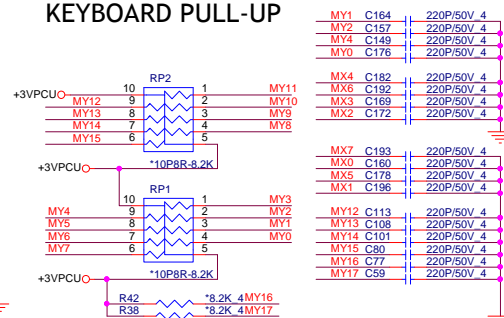 KEYBOARD PULL-UP
RP2
+3VPCU 10 1 MY11
MY12 9 2 MY10
MY13 8 3 MY9
MY14 7 4 MY8
MY15 6 5
+3VPCU *10P8R-8.2K
RP1
10 1 MY3
MY4 9 2 MY2
MY5 8 3 MY1
MY6 7 4 MY0
MY7 6 5
+3VPCU *10P8R-8.2K
R42 *8.2K_4 MY16
R38 *8.2K_4 MY17
MY1 C164 220P/50V_4
MY2 C157 220P/50V_4
MY4 C149 220P/50V_4
MY0 C176 220P/50V_4
MX4 C182 220P/50V_4
MX6 C192 220P/50V_4
MX3 C169 220P/50V_4
MX2 C172 220P/50V_4
MX7 C193 220P/50V_4
MX0 C160 220P/50V_4
MX5 C178 220P/50V_4
MX1 C196 220P/50V_4
MY12 C113 220P/50V_4
MY13 C108 220P/50V_4
MY14 C101 220P/50V_4
MY15 C80 220P/50V_4
MY16 C77 220P/50V_4
MY17 C59 220P/50V_4